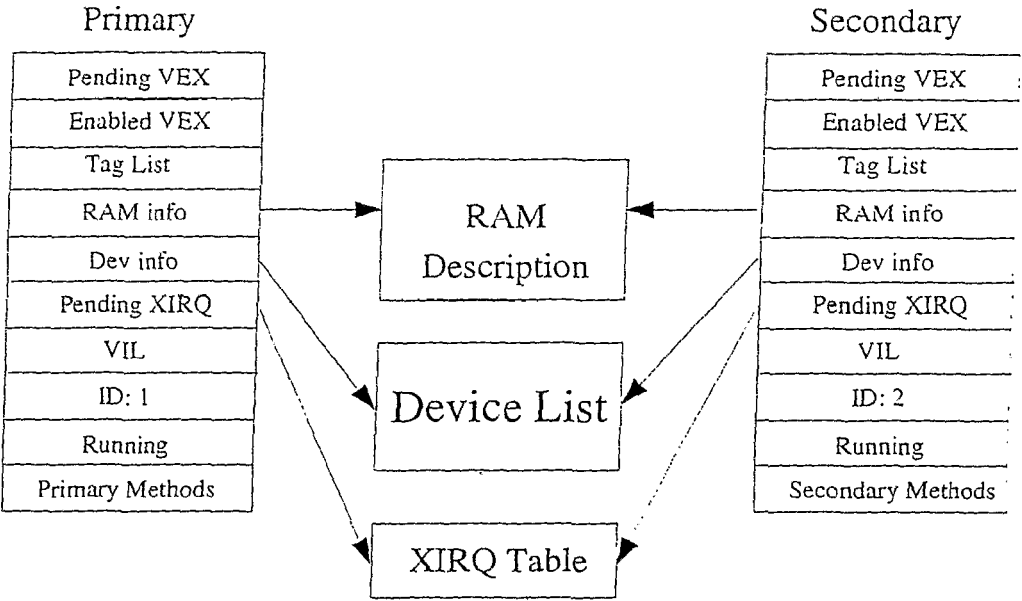 Primary
Pending VEX
Enabled VEX
Tag List
RAM info
Dev info
Pending XIRQ
VIL
ID: 1
Running
Primary Methods
RAM
Description
Device List
XIRQ Table
Secondary
Pending VEX
Enabled VEX
Tag List
RAM info
Dev info
Pending XIRQ
VIL
ID: 2
Running
Secondary Methods